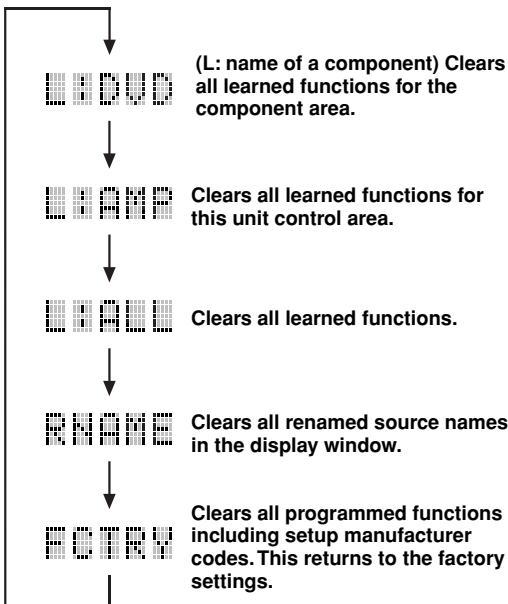 L:DVD
(L: name of a component) Clears
all learned functions for the
component area.
L:AMP
Clears all learned functions for
this unit control area.
L:ALL
Clears all learned functions.
RNAME
Clears all renamed source names
in the display window.
FCTRY
Clears all programmed functions
including setup manufacturer
codes. This returns to the factory
settings.